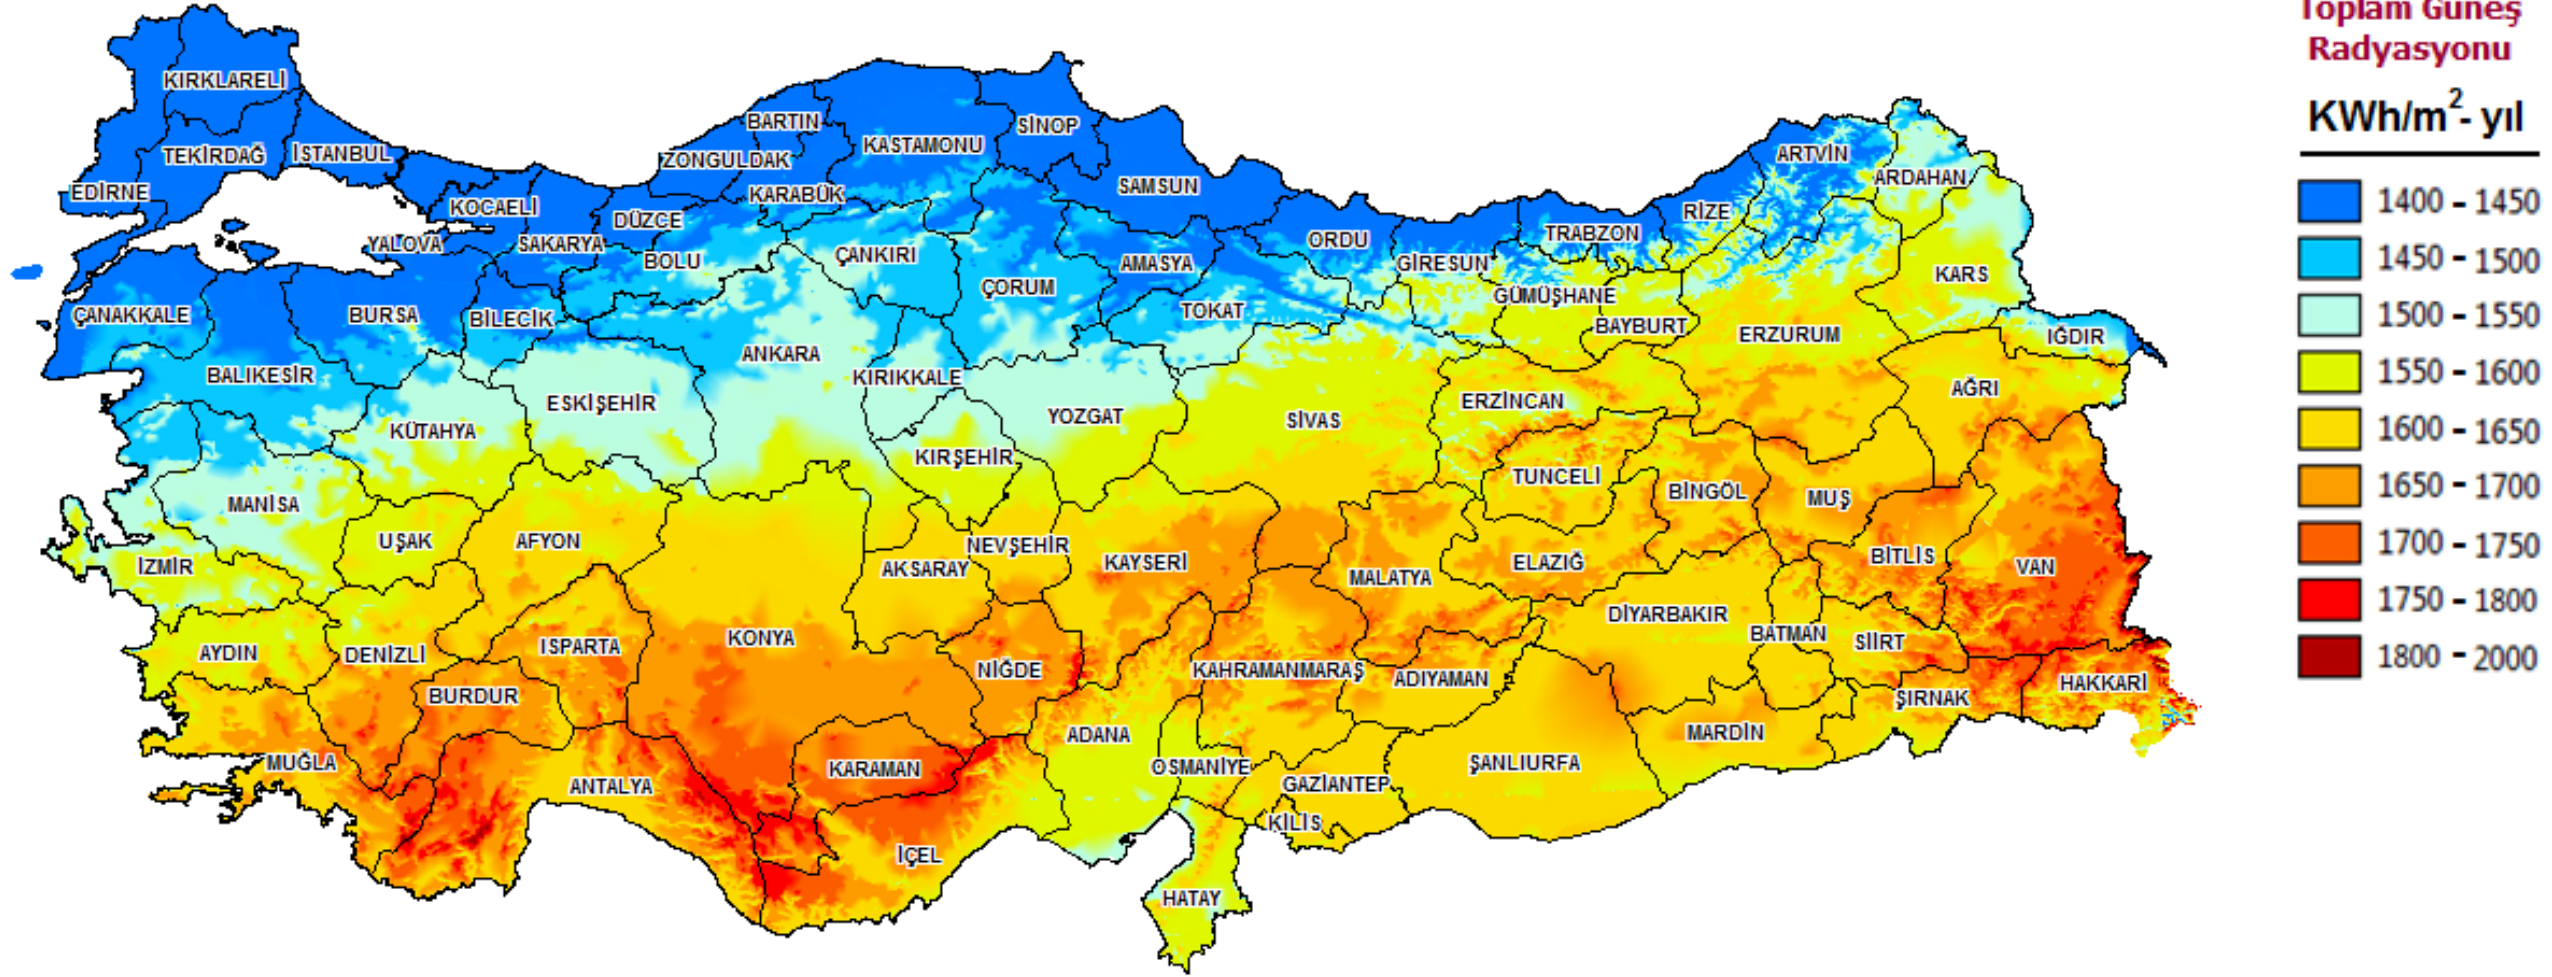 Toplam Güneş
Radyasyonu
KWh/m²- yıl
1400 - 1450
1450 - 1500
1500 - 1550
1550 - 1600
1600 - 1650
1650 - 1700
1700 - 1750
1750 - 1800
1800 - 2000
KIRKLARELİ
TEKİRDAĞ
İSTANBUL
EDİRNE
KOCAELİ
YALOVA
SAKARYA
DÜZCE
BOLU
ZONGULDAK
BARTIN
KARABÜK
KASTAMONU
SİNOP
SAMSUN
ÇANKIRI
ÇORUM
AMASYA
TOKAT
ORDU
GİRESUN
TRABZON
RİZE
ARTVİN
ARDAHAN
KARS
IĞDIR
GÜMÜŞHANE
BAYBURT
ERZURUM
AĞRI
ÇANAKKALE
BALIKESİR
BURSA
BİLECİK
ESKİŞEHİR
KÜTAHYA
ANKARA
KIRIKKALE
KIRŞEHİR
YOZGAT
SİVAS
ERZİNCAN
TUNCELİ
BİNGÖL
MUŞ
BİTLİS
VAN
MANİSA
İZMİR
UŞAK
AFYON
AKSARAY
NEVŞEHİR
KAYSERİ
MALATYA
ELAZIĞ
DİYARBAKIR
BATMAN
SİİRT
ŞIRNAK
HAKKARİ
AYDIN
DENİZLİ
ISPARTA
BURDUR
KONYA
NİĞDE
KAHRAMANMARAŞ
ADIYAMAN
MARDİN
ŞANLIURFA
MUĞLA
ANTALYA
KARAMAN
İÇEL
ADANA
OSMANİYE
GAZİANTEP
KİLİS
HATAY